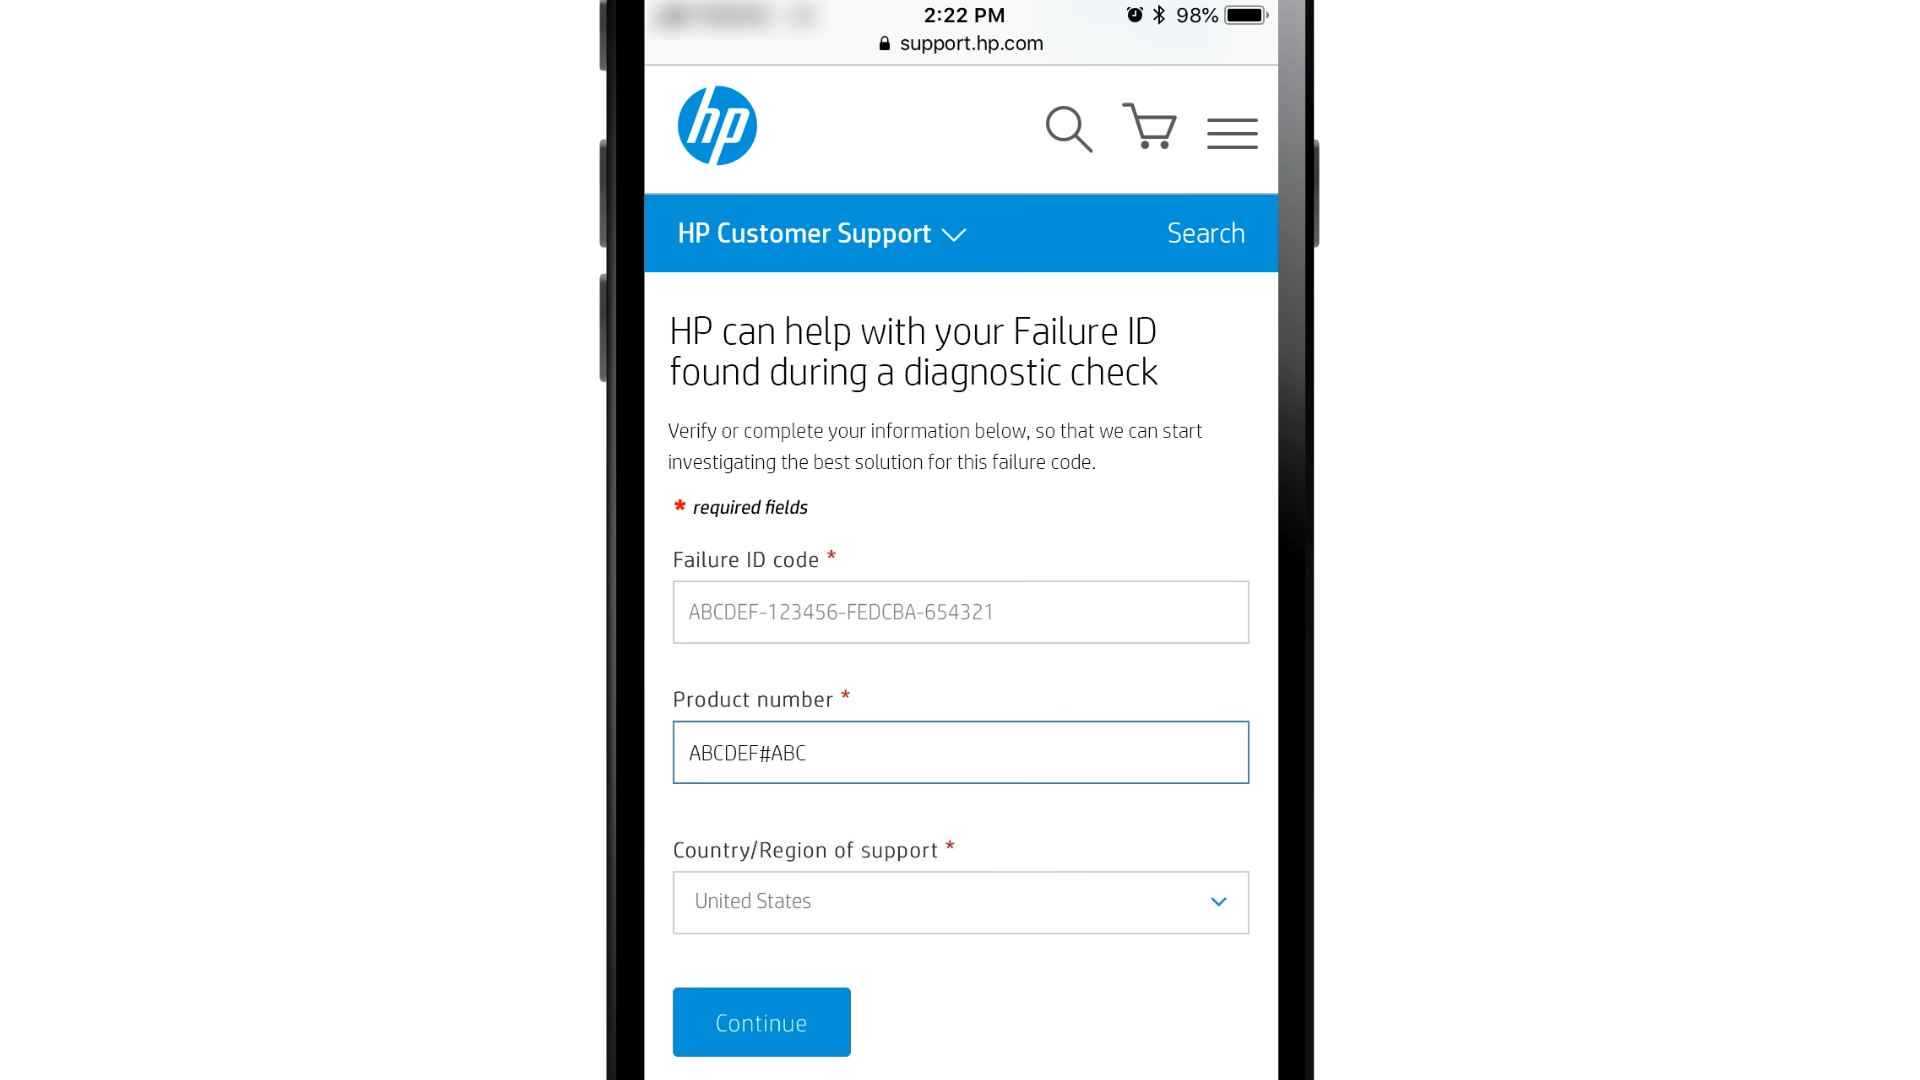 2:22 PM
98%
support.hp.com
hp
HP Customer Support
Search
HP can help with your Failure ID
found during a diagnostic check
Verify or complete your information below, so that we can start
investigating the best solution for this failure code.
* required fields
Failure ID code *
ABCDEF-123456-FEDCBA-654321
Product number *
ABCDEF#ABC
Country/Region of support *
United States
Continue